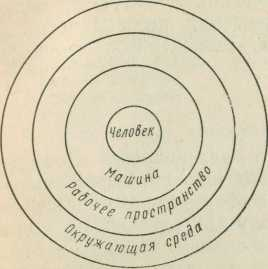 Человек
Машина
Рабочее пространство
Окружающая среда